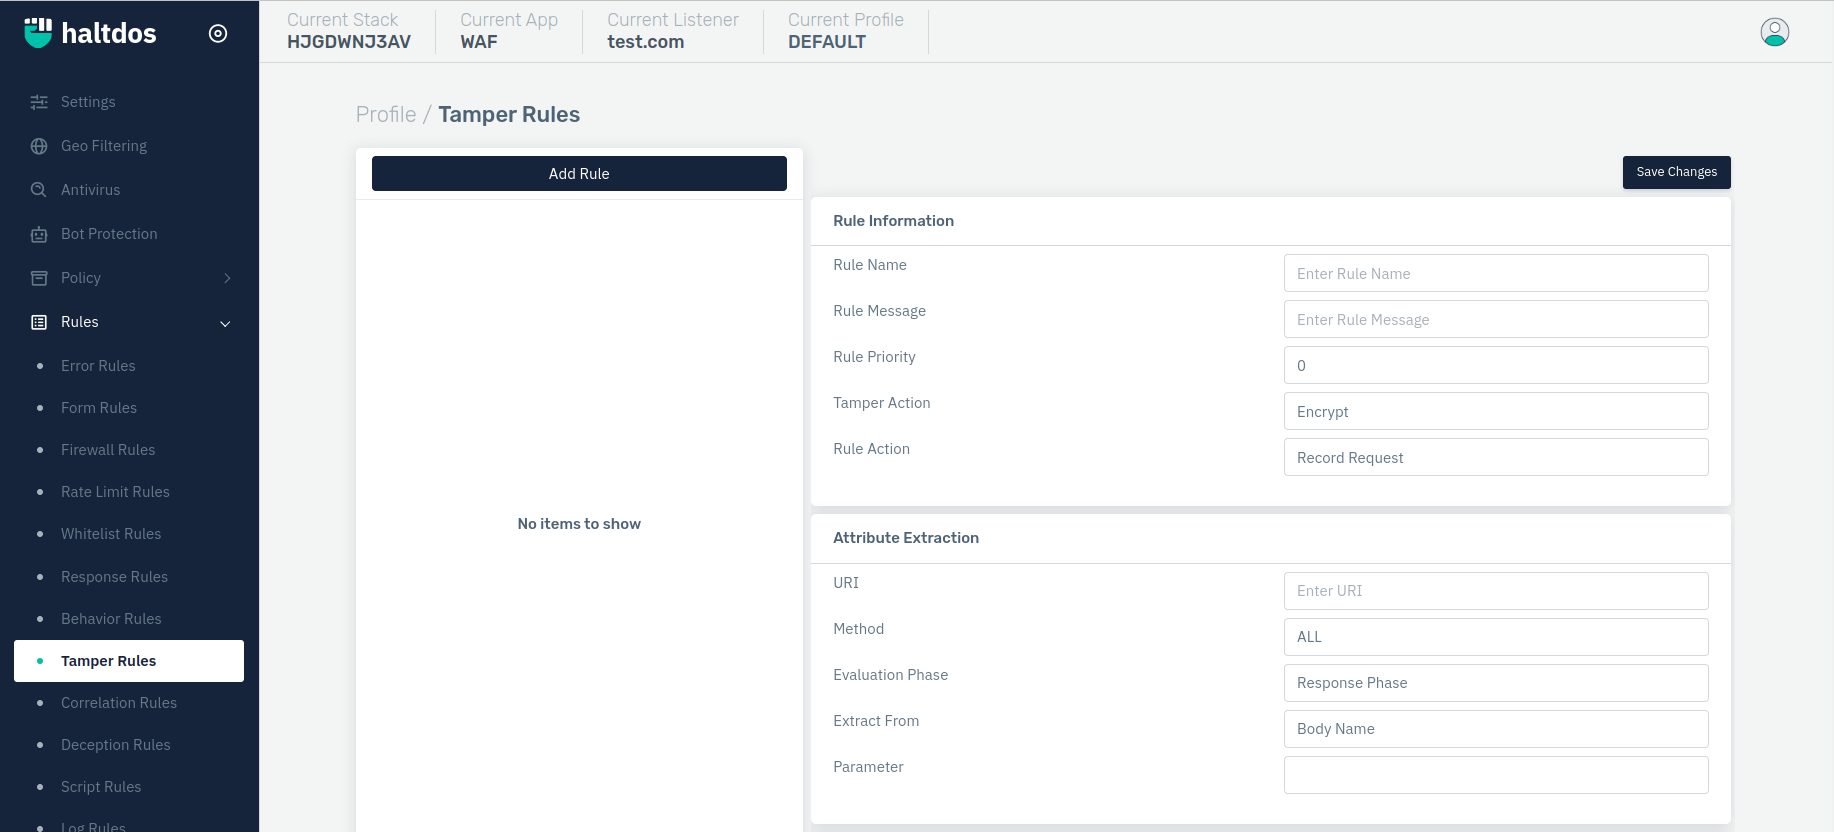 haltdos
Settings
Geo Filtering
Antivirus
Bot Protection
Policy
Rules
Error Rules
Form Rules
Firewall Rules
Rate Limit Rules
Whitelist Rules
Response Rules
Behavior Rules
Tamper Rules
Correlation Rules
Deception Rules
Script Rules
Log Rules
Current Stack
HJGDWNJ3AV
Current App
WAF
Current Listener
test.com
Current Profile
DEFAULT
Profile / Tamper Rules
Add Rule
No items to show
Save Changes
Rule Information
Rule Name
Enter Rule Name
Rule Message
Enter Rule Message
Rule Priority
0
Tamper Action
Encrypt
Rule Action
Record Request
Attribute Extraction
URI
Enter URI
Method
ALL
Evaluation Phase
Response Phase
Extract From
Body Name
Parameter